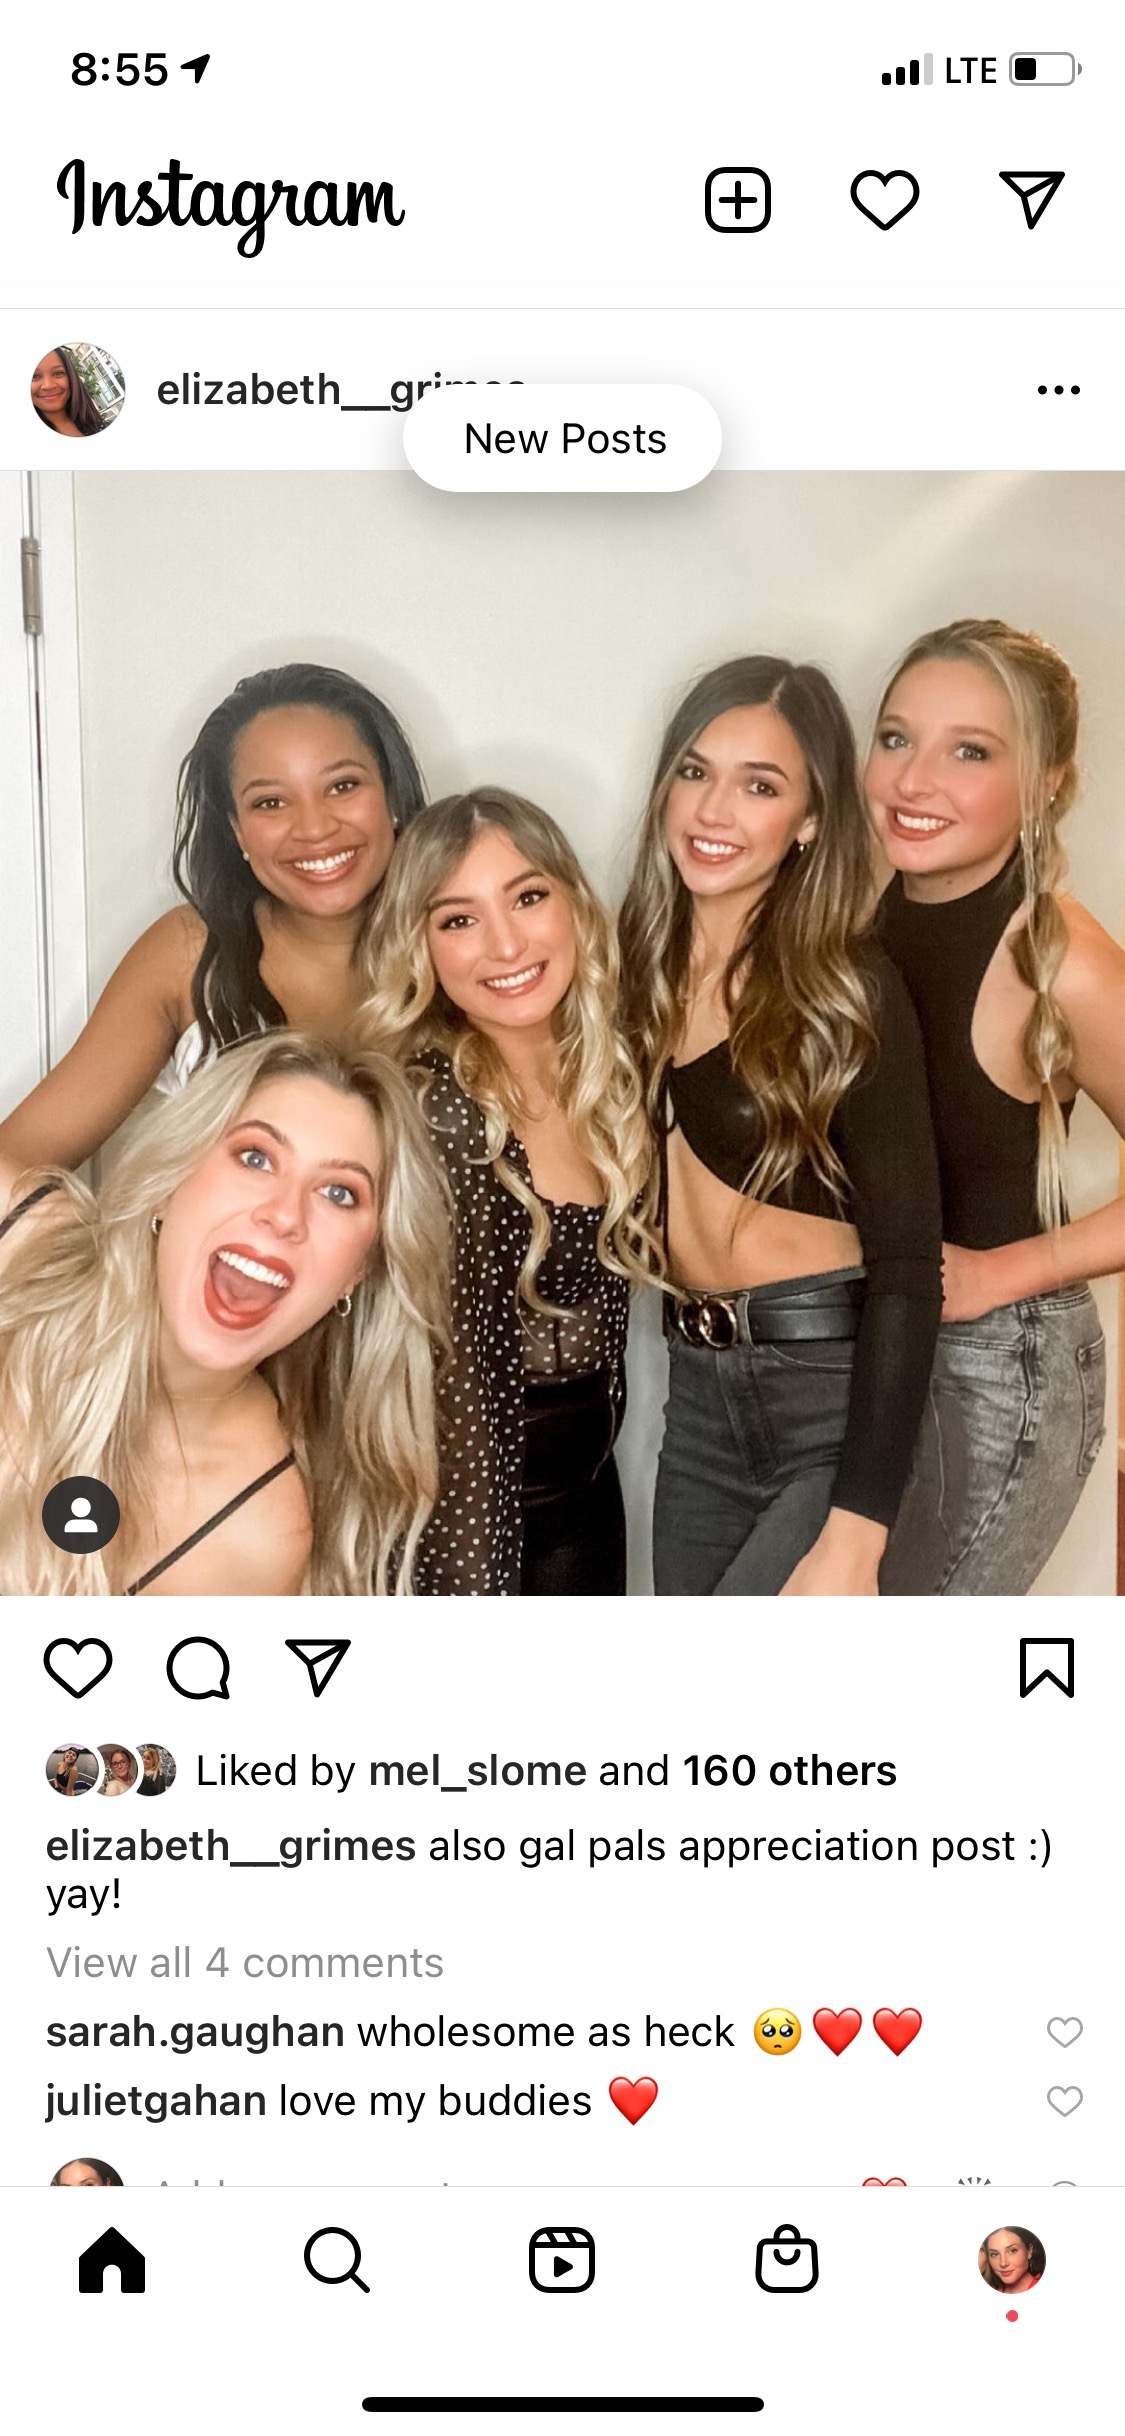 8:55
LTE
Instagram
elizabeth__grimes
New Posts
Liked by mel_slome and 160 others
elizabeth__grimes also gal pals appreciation post :)
yay!
View all 4 comments
sarah.gaughan wholesome as heck 🥺❤️❤️
julietgahan love my buddies ❤️